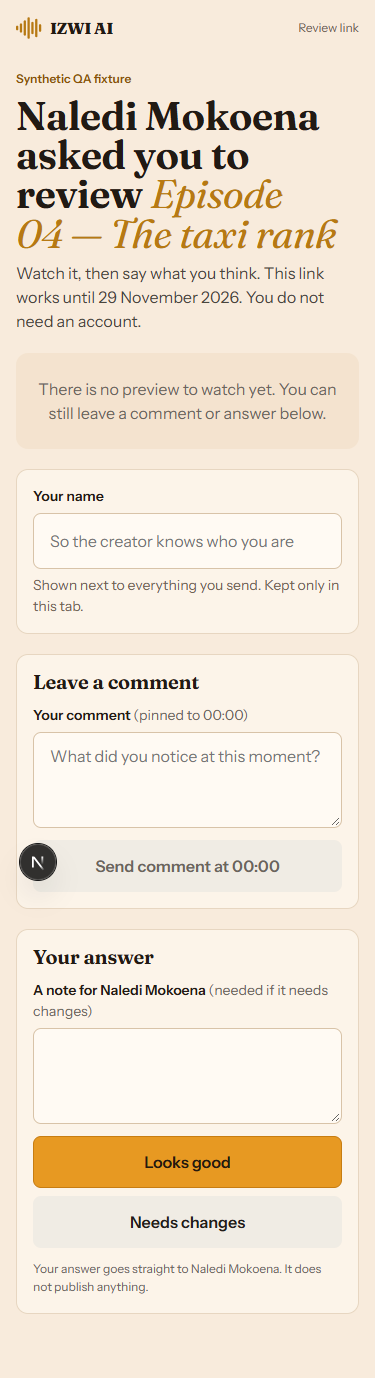 IZWI AI
Review link
Synthetic QA fixture
Naledi Mokoena
asked you to
review Episode
04 — The taxi rank
Watch it, then say what you think. This link
works until 29 November 2026. You do not
need an account.
There is no preview to watch yet. You can
still leave a comment or answer below.
Your name
So the creator knows who you are
Shown next to everything you send. Kept only in
this tab.
Leave a comment
Your comment (pinned to 00:00)
What did you notice at this moment?
N
Send comment at 00:00
Your answer
A note for Naledi Mokoena (needed if it needs
changes)
Looks good
Needs changes
Your answer goes straight to Naledi Mokoena. It does
not publish anything.